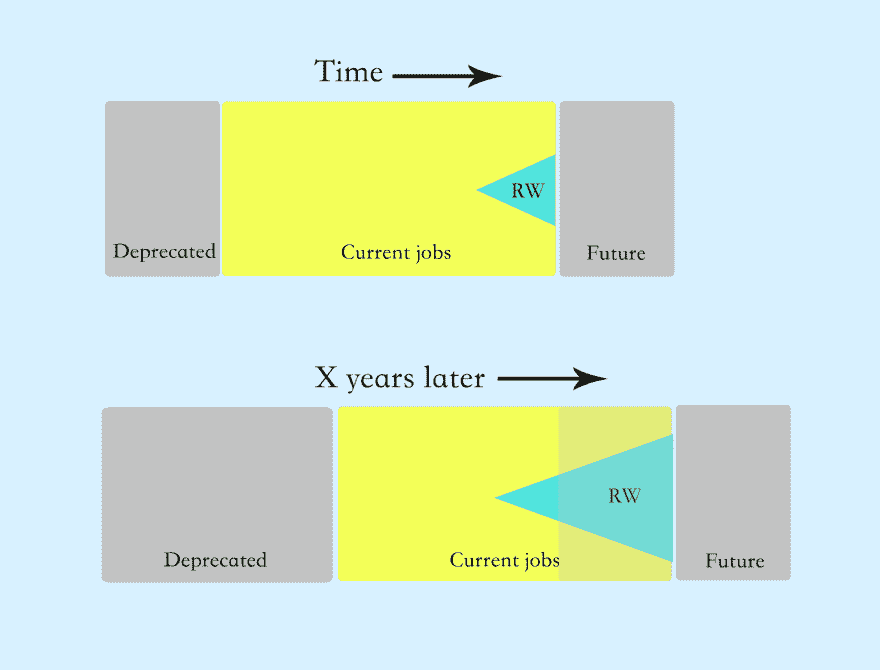 Time
RW
Deprecated
Current jobs
Future
X years later
RW
Deprecated
Current jobs
Future